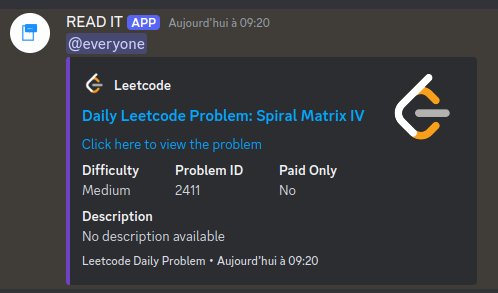 READ IT APP Aujourd'hui à 09:20
@everyone
Leetcode
Daily Leetcode Problem: Spiral Matrix IV
Click here to view the problem
Difficulty Problem ID Paid Only
Medium 2411 No
Description
No description available
Leetcode Daily Problem • Aujourd'hui à 09:20